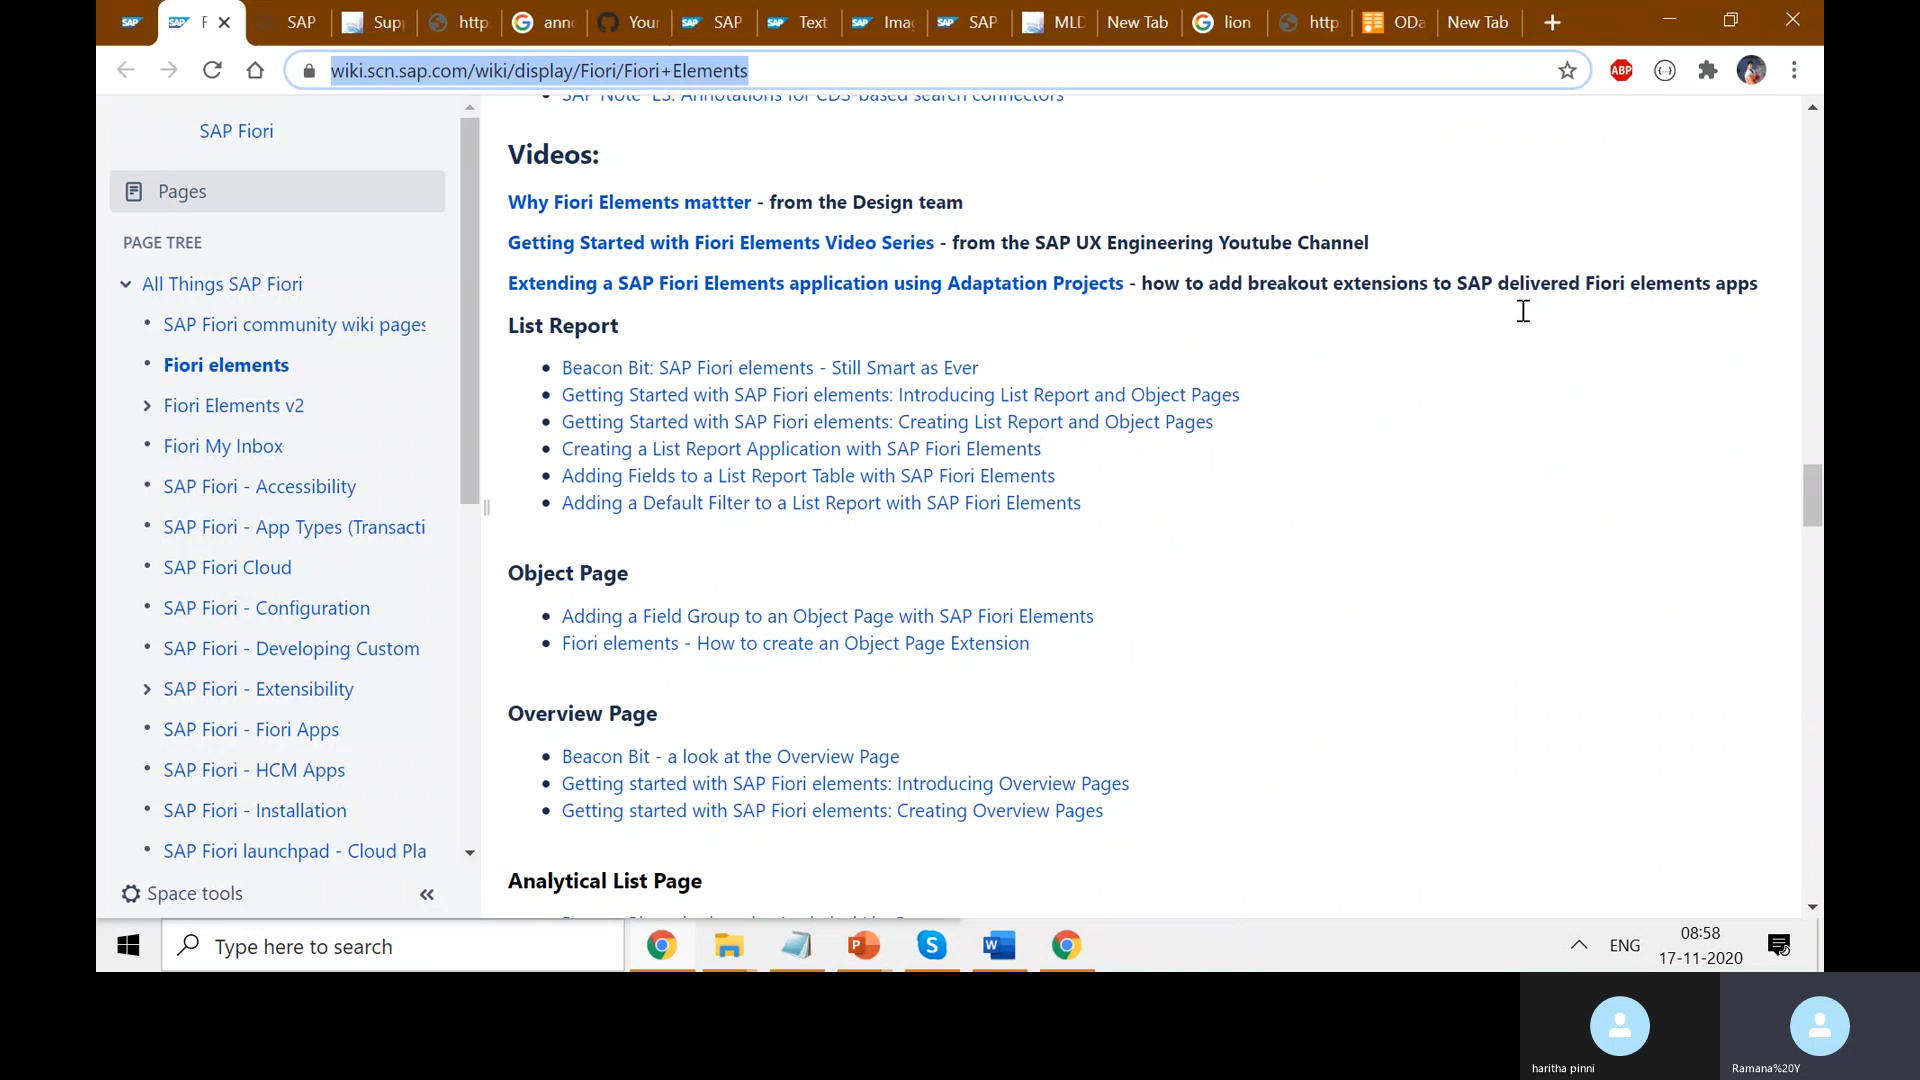 F
SAP
Sup
http
G anno
You
SAP
Text
Ima
SAP
MLD
New Tab
lion
http
ODa
New Tab
wiki.scn.sap.com/wiki/display/Fiori/Fiori+Elements
ABP
SAP Fiori
Pages
PAGE TREE
All Things SAP Fiori
SAP Fiori community wiki pages
Fiori elements
Fiori Elements v2
Fiori My Inbox
SAP Fiori - Accessibility
SAP Fiori - App Types (Transacti
SAP Fiori Cloud
SAP Fiori - Configuration
SAP Fiori - Developing Custom
SAP Fiori - Extensibility
SAP Fiori - Fiori Apps
SAP Fiori - HCM Apps
SAP Fiori - Installation
SAP Fiori launchpad - Cloud Pla
Space tools
SAP Note ES: Annotations for CDS-based search connectors
Videos:
Why Fiori Elements mattter - from the Design team
Getting Started with Fiori Elements Video Series - from the SAP UX Engineering Youtube Channel
Extending a SAP Fiori Elements application using Adaptation Projects - how to add breakout extensions to SAP delivered Fiori elements apps
List Report
Beacon Bit: SAP Fiori elements - Still Smart as Ever
Getting Started with SAP Fiori elements: Introducing List Report and Object Pages
Getting Started with SAP Fiori elements: Creating List Report and Object Pages
Creating a List Report Application with SAP Fiori Elements
Adding Fields to a List Report Table with SAP Fiori Elements
Adding a Default Filter to a List Report with SAP Fiori Elements
Object Page
Adding a Field Group to an Object Page with SAP Fiori Elements
Fiori elements - How to create an Object Page Extension
Overview Page
Beacon Bit - a look at the Overview Page
Getting started with SAP Fiori elements: Introducing Overview Pages
Getting started with SAP Fiori elements: Creating Overview Pages
Analytical List Page
Type here to search
ENG
08:58
17-11-2020
haritha pinni
Ramana%20Y